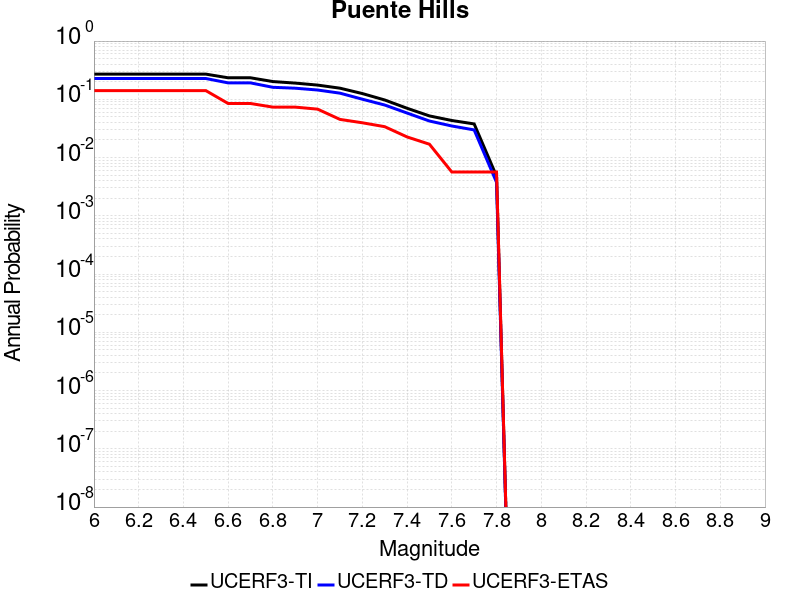 Puente Hills
10^0
10^-1
10^-2
10^-3
10^-4
10^-5
10^-6
10^-7
10^-8
Annual Probability
6 6.2 6.4 6.6 6.8 7 7.2 7.4 7.6 7.8 8 8.2 8.4 8.6 8.8 9
Magnitude
UCERF3-TI UCERF3-TD UCERF3-ETAS